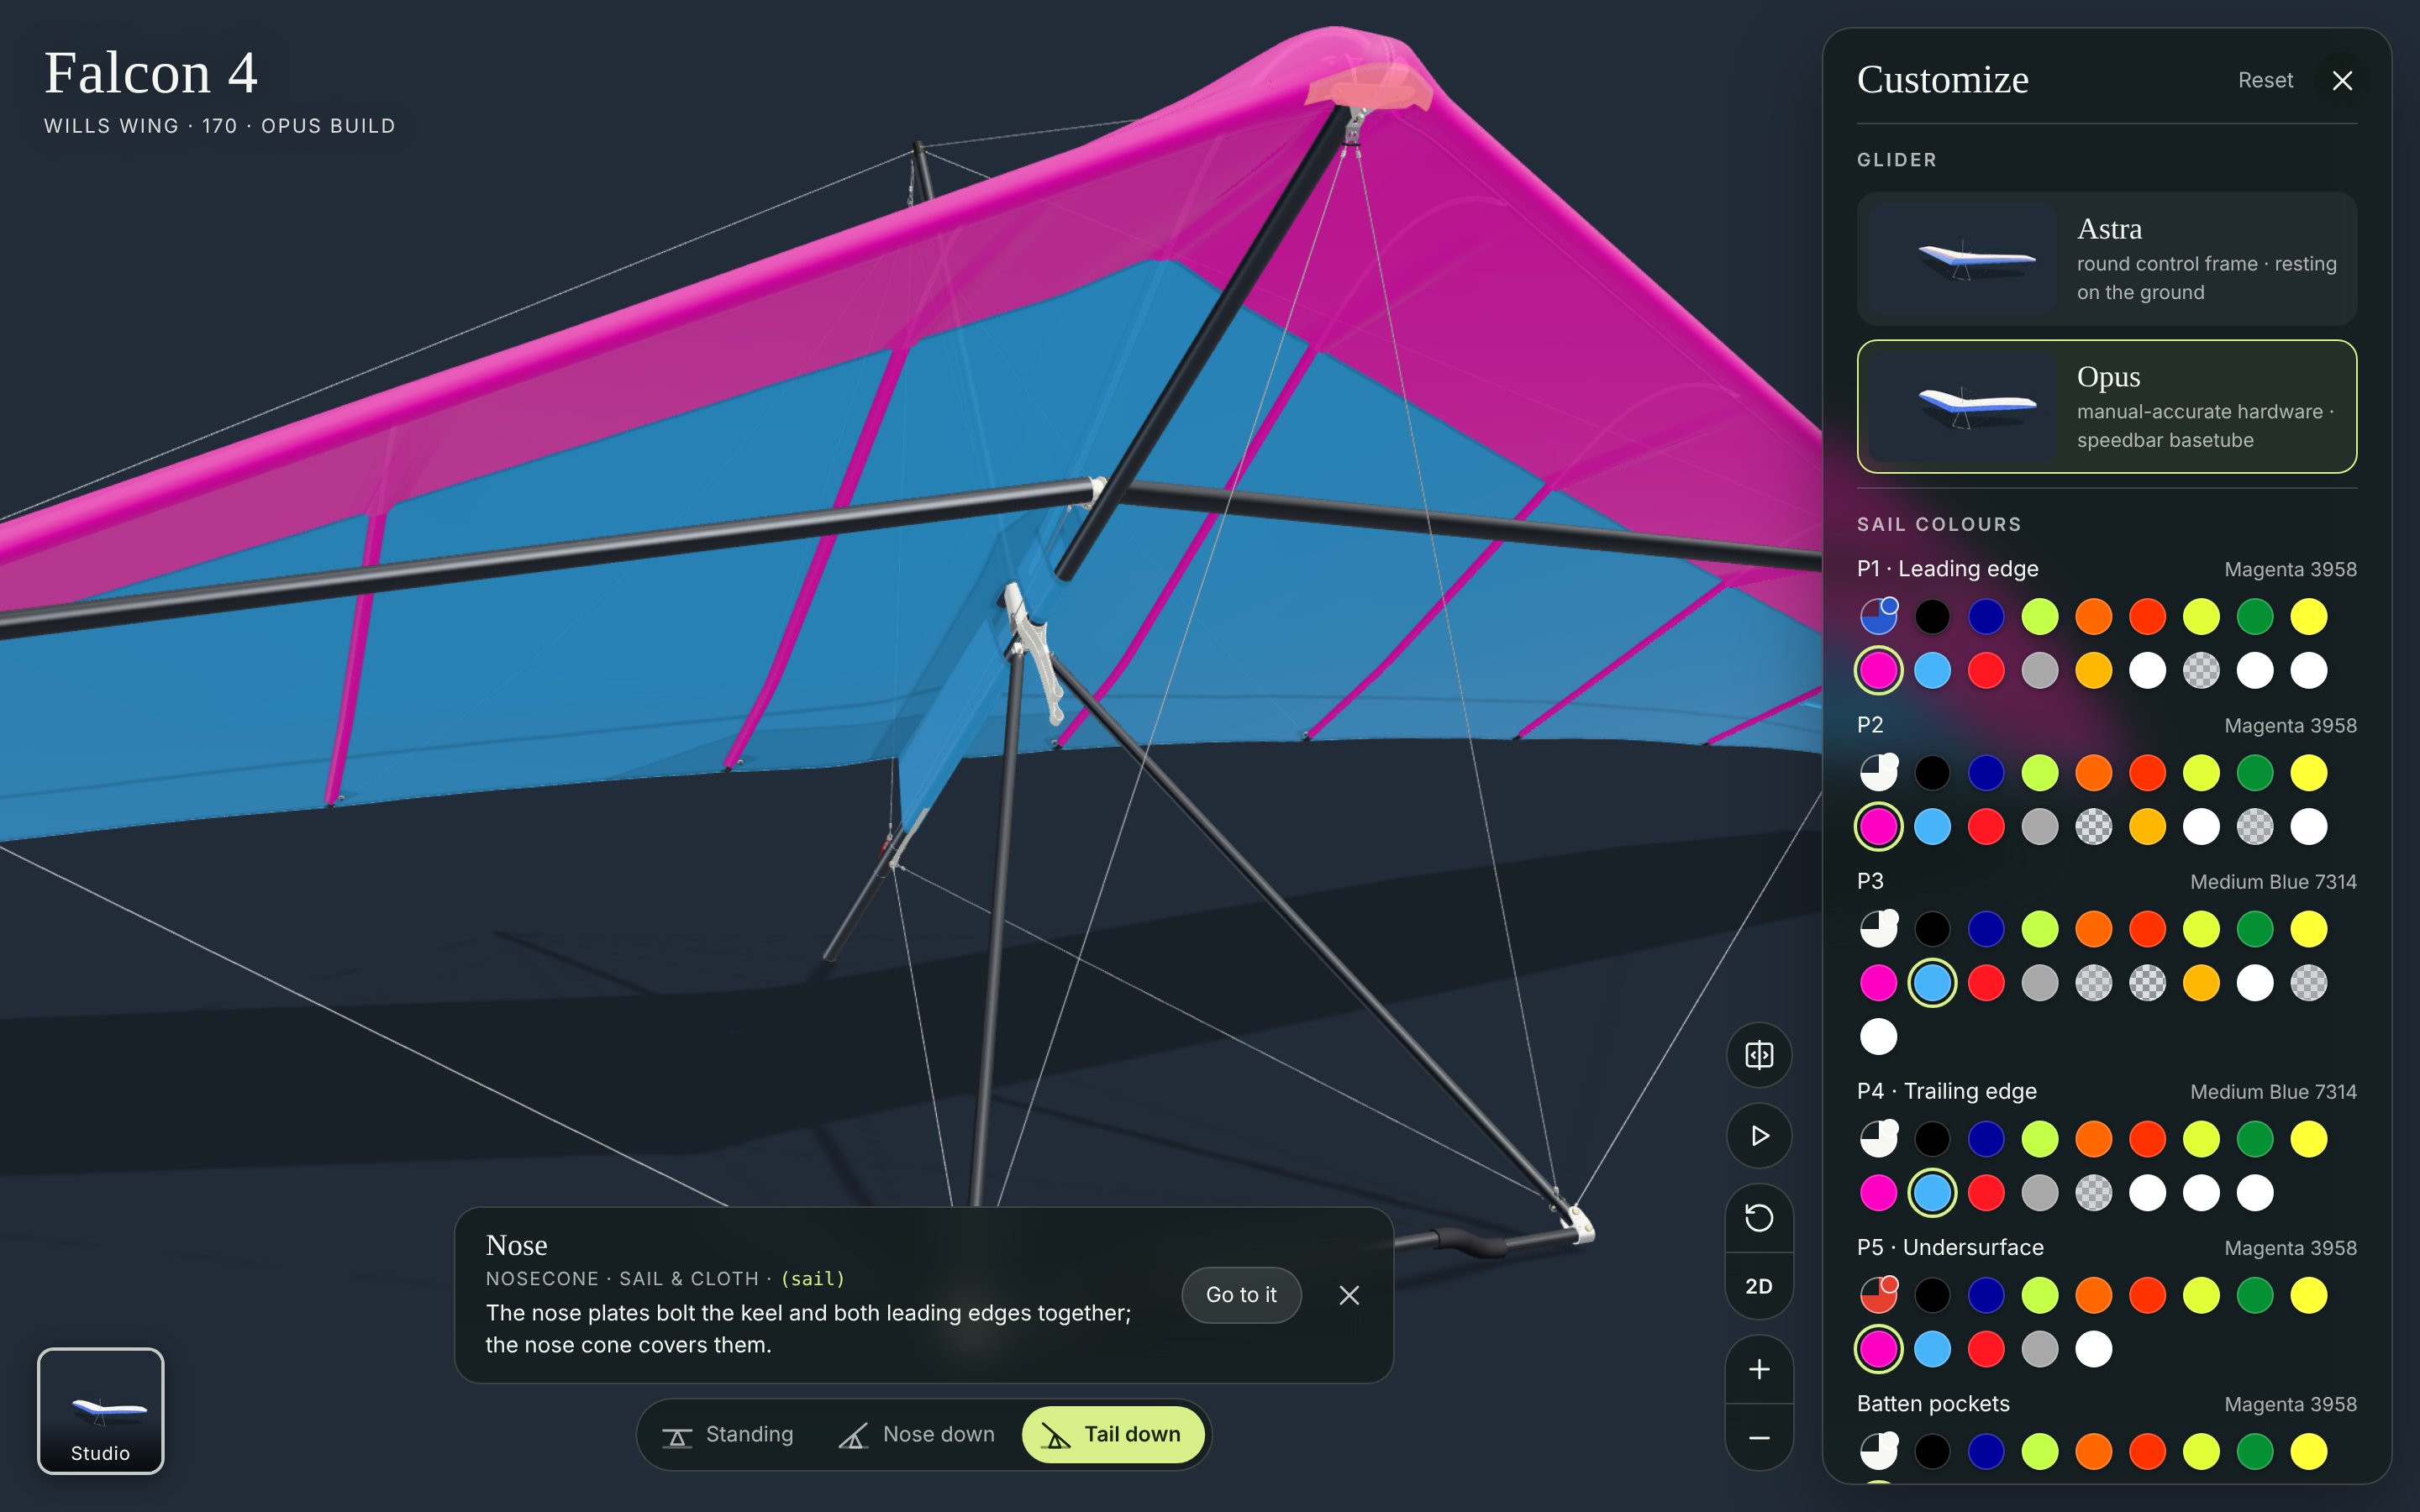 Falcon 4
WILLS WING · 170 · OPUS BUILD
Customize
Reset
GLIDER
Astra
round control frame · resting
on the ground
Opus
manual-accurate hardware ·
speedbar basetube
SAIL COLOURS
P1 · Leading edge
Magenta 3958
P2
Magenta 3958
P3
Medium Blue 7314
P4 · Trailing edge
Medium Blue 7314
P5 · Undersurface
Magenta 3958
Batten pockets
Magenta 3958
2D
Nose
NOSECONE · SAIL & CLOTH · (sail)
The nose plates bolt the keel and both leading edges together;
the nose cone covers them.
Go to it
Studio
Standing
Nose down
Tail down